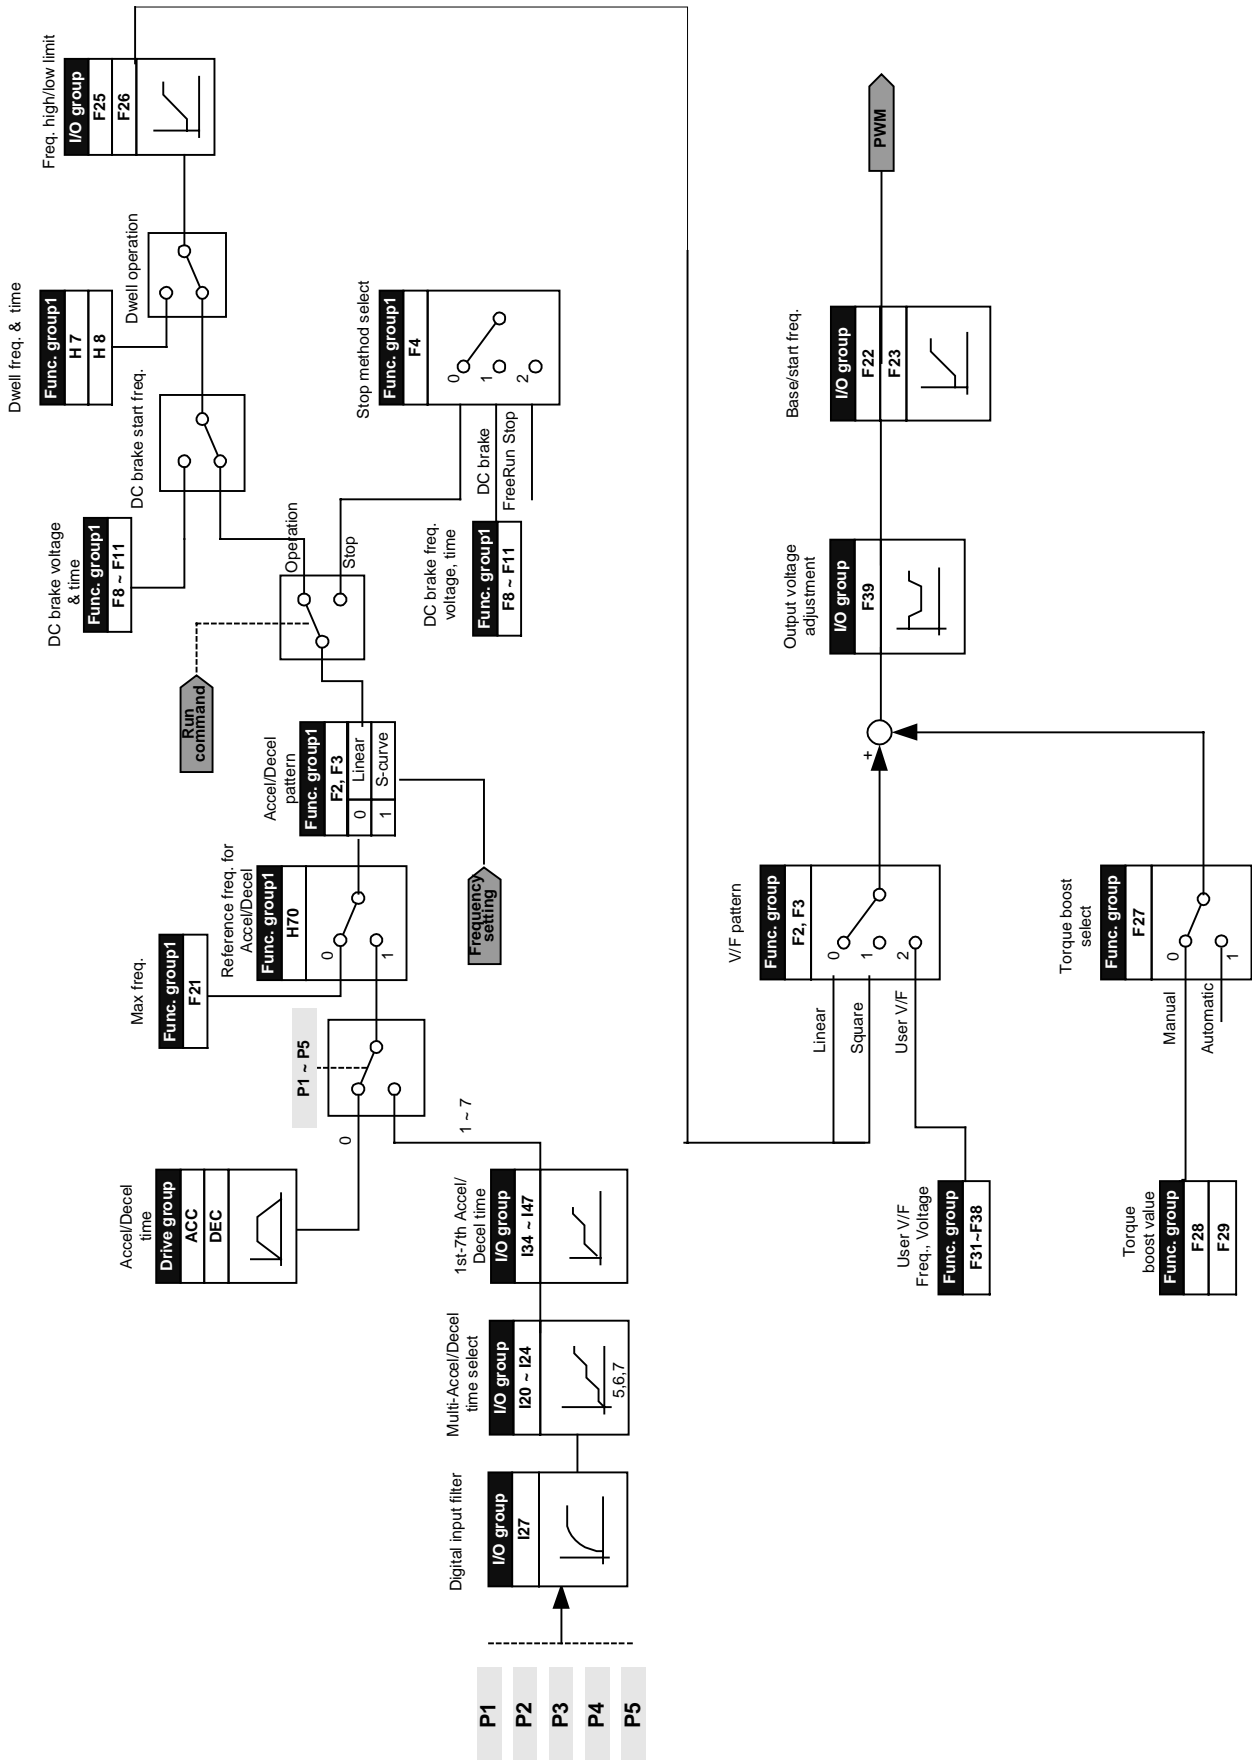 P1
P2
P3
P4
P5
Digital input filter
I/O group
I27
Multi-Accel/Decel
time select
I/O group
I20 ~ I24
5,6,7
1st-7th Accel/
Decel time
I/O group
I34 ~ I47
Accel/Decel
time
Drive group
ACC
DEC
0
1 ~ 7
P1 ~ P5
Max freq.
Func. group1
F21
Reference freq. for
Accel/Decel
Func. group1
H70
0
1
Accel/Decel
pattern
Func. group1
F2, F3
0
Linear
1
S-curve
Frequency
setting
Run
command
Operation
Stop
DC brake voltage
& time
Func. group1
F8 ~ F11
DC brake start freq.
DC brake freq.
voltage, time
Func. group1
F8 ~ F11
DC brake
FreeRun Stop
Stop method select
Func. group1
F4
0
1
2
Dwell freq. & time
Func. group1
H 7
H 8
Dwell operation
Freq. high/low limit
I/O group
F25
F26
User V/F
Freq., Voltage
Func. group
F31~F38
Linear
Square
User V/F
V/F pattern
Func. group
F2, F3
0
1
2
+
Torque
boost value
Func. group
F28
F29
Manual
Automatic
Torque boost
select
Func. group
F27
0
1
Output voltage
adjustment
I/O group
F39
Base/start freq.
I/O group
F22
F23
PWM